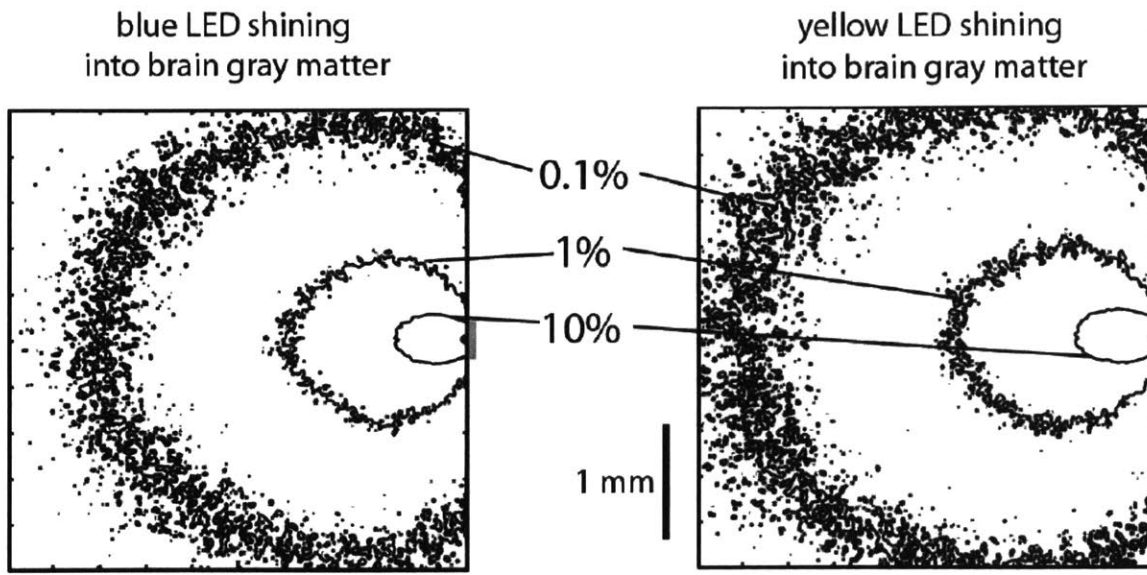 blue LED shining
into brain gray matter
yellow LED shining
into brain gray matter
0.1%
1%
10%
1 mm